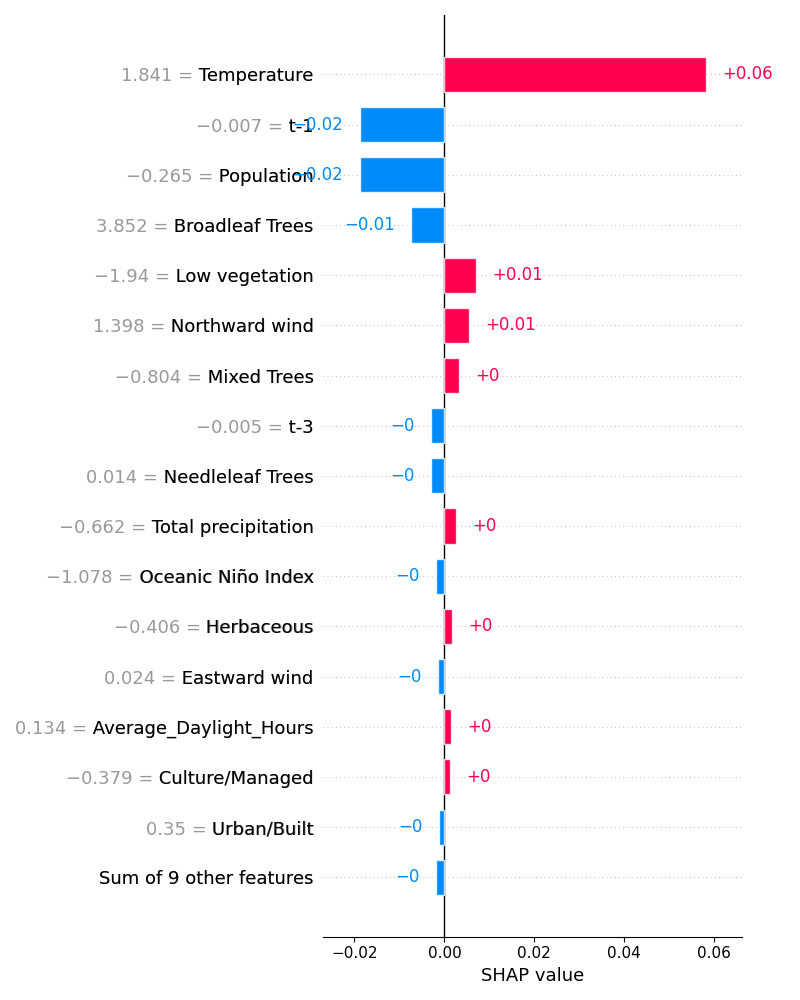 1.841 = Temperature +0.06
−0.007 = t-1 −0.02
−0.265 = Population −0.02
3.852 = Broadleaf Trees −0.01
−1.94 = Low vegetation +0.01
1.398 = Northward wind +0.01
−0.804 = Mixed Trees +0
−0.005 = t-3 −0
0.014 = Needleleaf Trees −0
−0.662 = Total precipitation +0
−1.078 = Oceanic Niño Index −0
−0.406 = Herbaceous +0
0.024 = Eastward wind −0
0.134 = Average_Daylight_Hours +0
−0.379 = Culture/Managed +0
0.35 = Urban/Built −0
Sum of 9 other features −0
−0.02 0.00 0.02 0.04 0.06
SHAP value